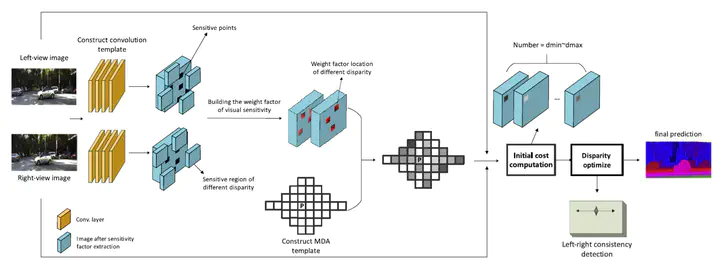 Sensitive points
Construct convolution
template
Left-view image
Number = dmin~dmax
Weight factor location
of different disparity
Building the weight factor
of visual sensitivity
final prediction
P
Initial cost
computation
Disparity
optimize
Right-view image
Sensitive region of
different disparity
P
Conv. layer
Image after sensitivity
factor extraction
Construct MDA
template
Left-right consistency
detection
...